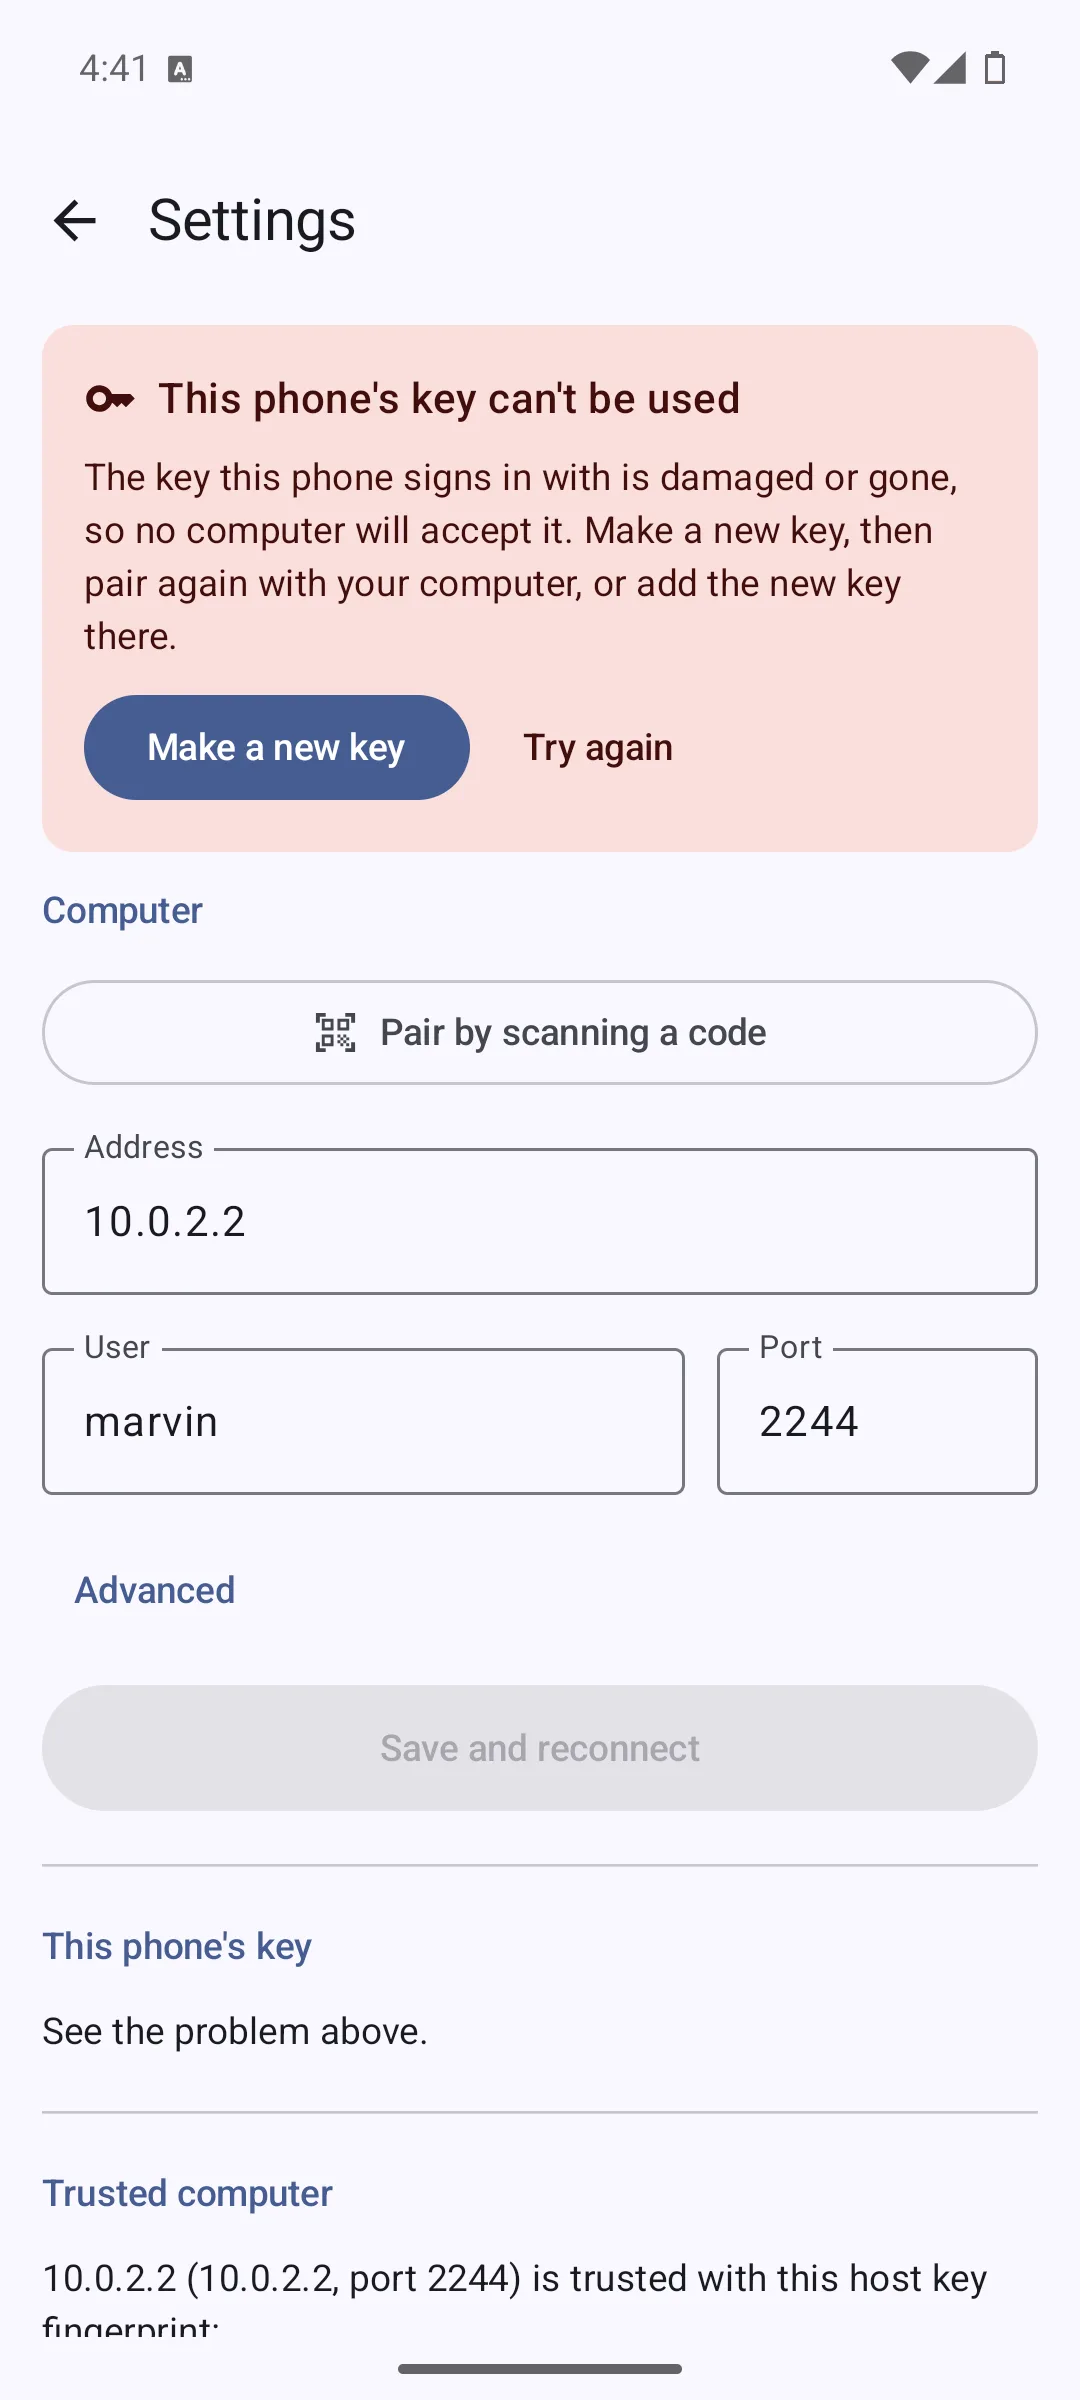 4:41
Settings
This phone's key can't be used
The key this phone signs in with is damaged or gone,
so no computer will accept it. Make a new key, then
pair again with your computer, or add the new key
there.
Make a new key
Try again
Computer
Pair by scanning a code
Address
10.0.2.2
User
Port
marvin
2244
Advanced
Save and reconnect
This phone's key
See the problem above.
Trusted computer
10.0.2.2 (10.0.2.2, port 2244) is trusted with this host key
fingerprint: